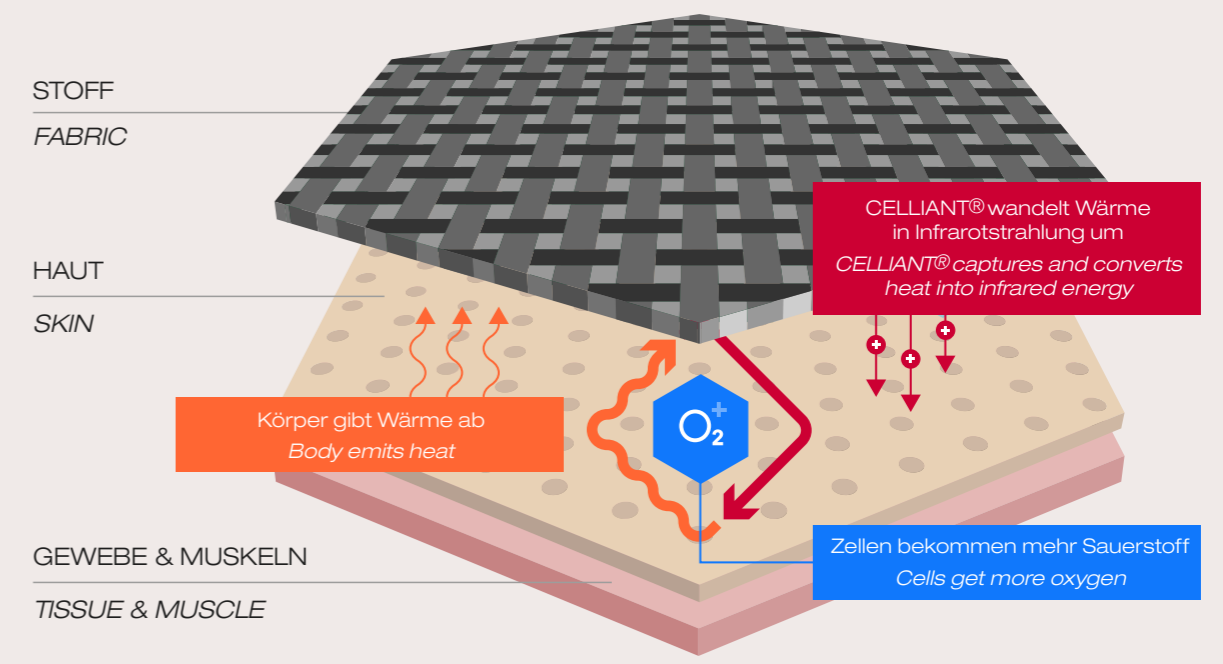 STOFF
FABRIC
CELLIANT® wandelt Wärme
in Infrarotstrahlung um
CELLIANT® captures and converts
heat into infrared energy
HAUT
SKIN
Körper gibt Wärme ab
Body emits heat
O₂⁺
GEWEBE & MUSKELN
TISSUE & MUSCLE
Zellen bekommen mehr Sauerstoff
Cells get more oxygen